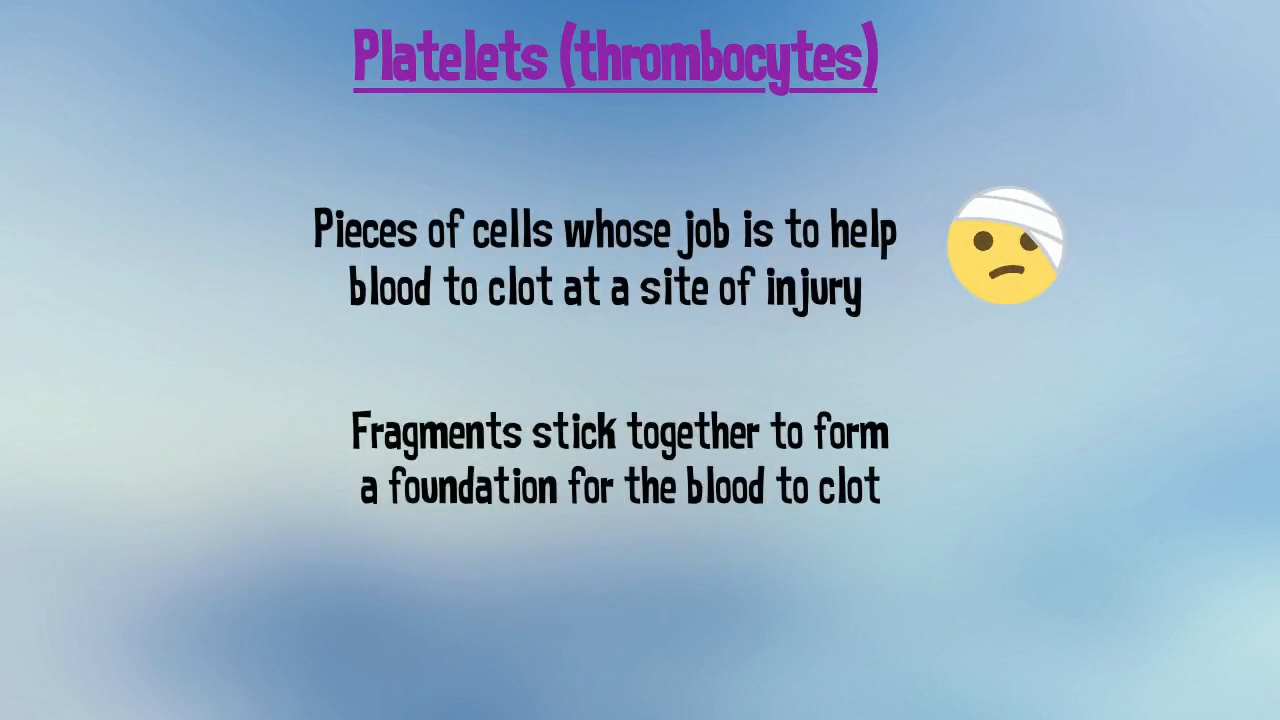 Platelets (thrombocytes)
Pieces of cells whose job is to help
blood to clot at a site of injury
Fragments stick together to form
a foundation for the blood to clot